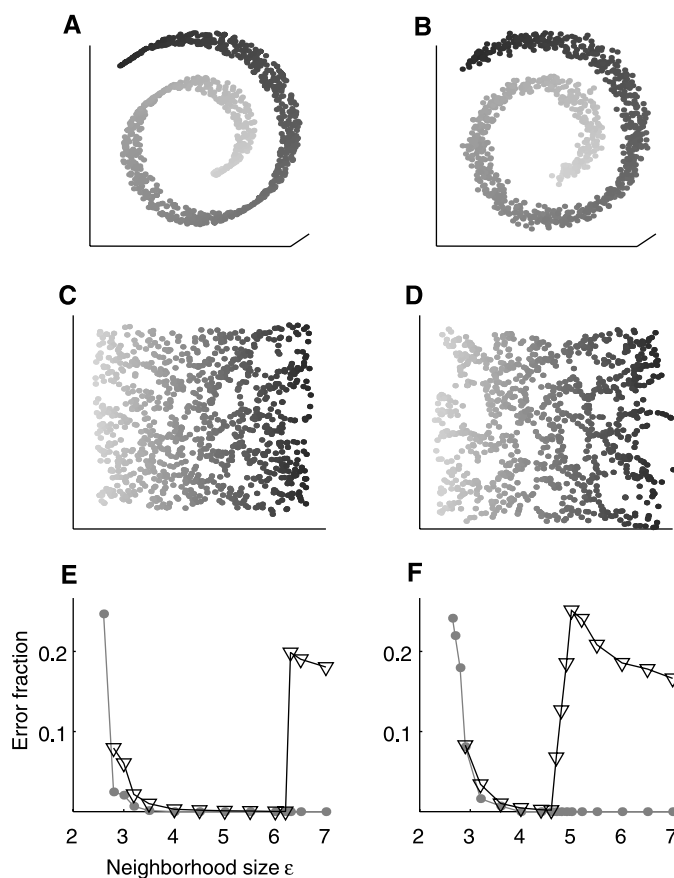 A
B
C
D
E
F
Error fraction
0.2
0.1
2 3 4 5 6 7
Neighborhood size ε
0.2
0.1
2 3 4 5 6 7